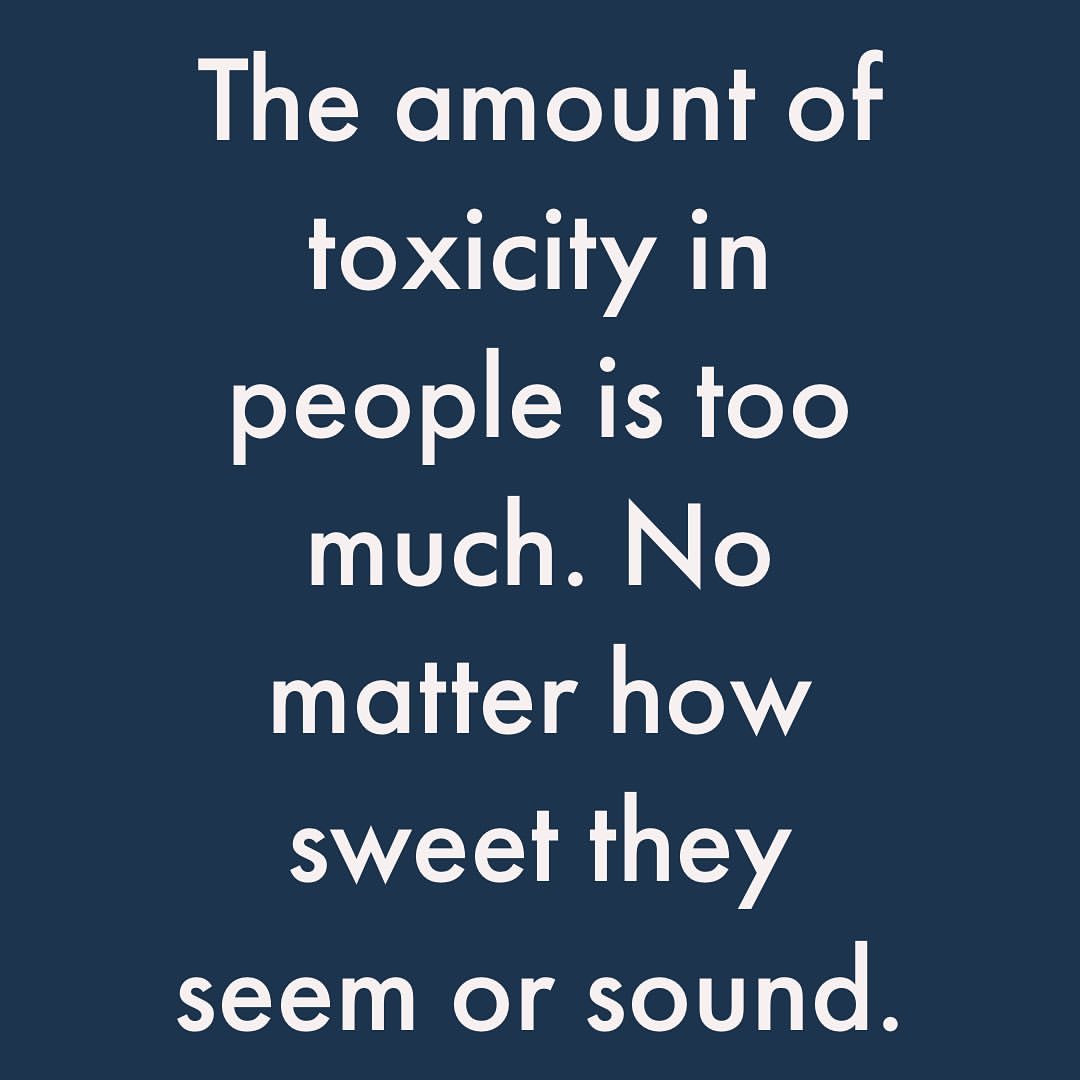 The amount of
toxicity in
people is too
much. No
matter how
sweet they
seem or sound.